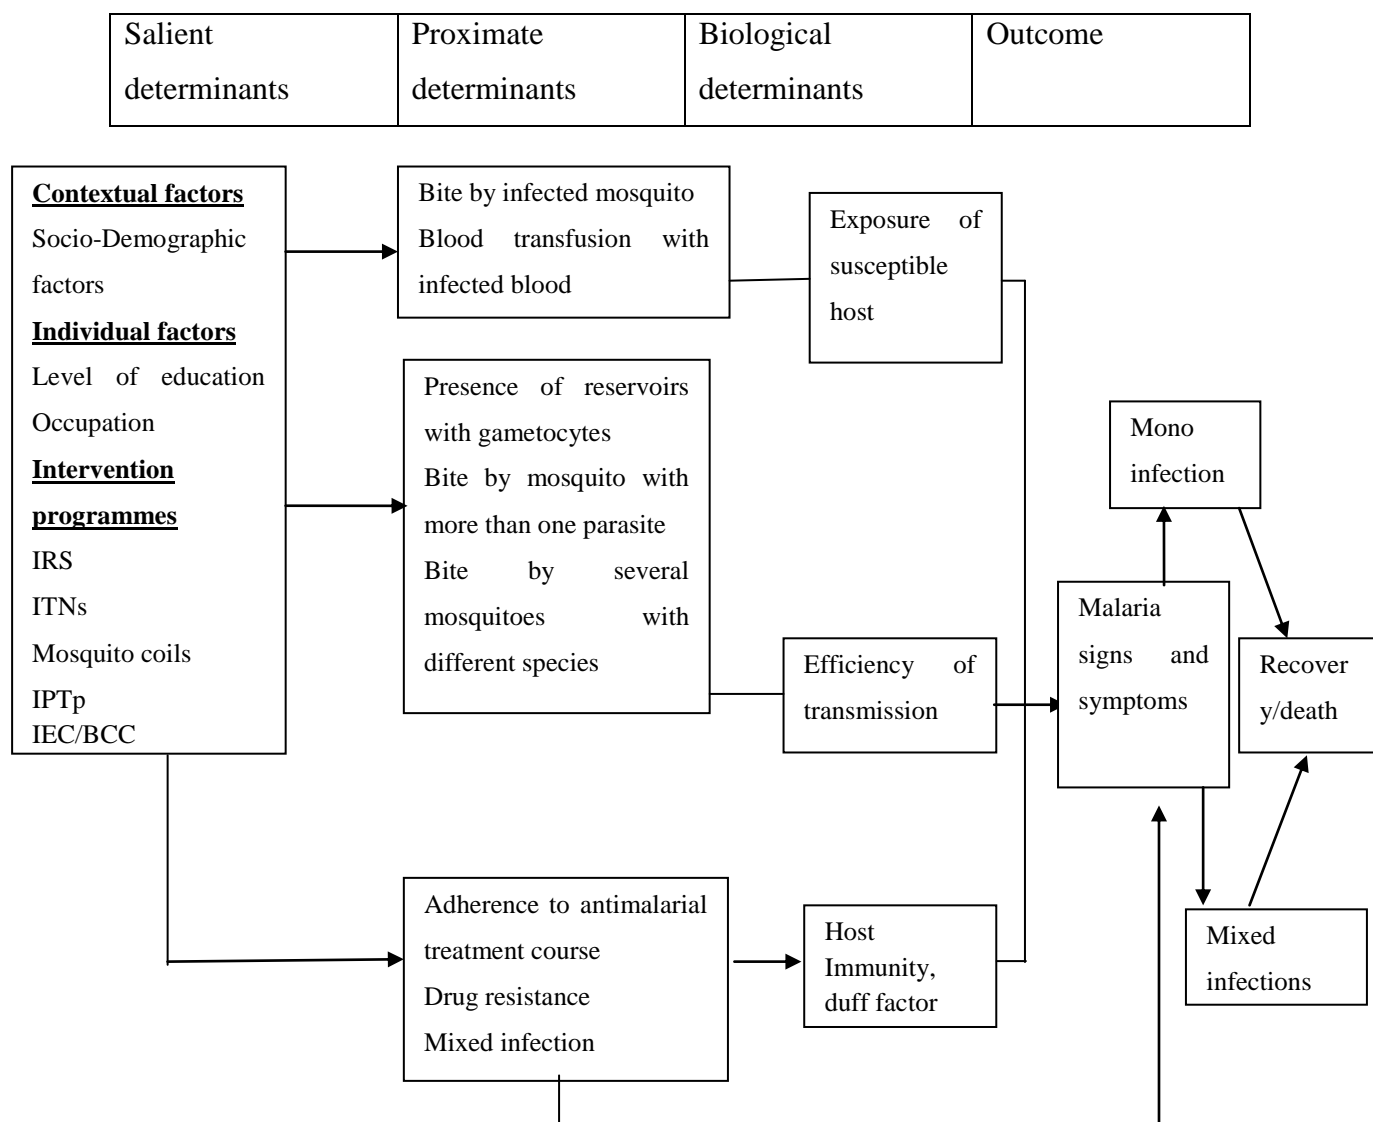 Salient
determinants
Proximate
determinants
Biological
determinants
Outcome
Contextual factors
Socio-Demographic
factors
Individual factors
Level of education
Occupation
Intervention
programmes
IRS
ITNs
Mosquito coils
IPTp
IEC/BCC
Bite by infected mosquito
Blood transfusion with
infected blood
Presence of reservoirs
with gametocytes
Bite by mosquito with
more than one parasite
Bite by several
mosquitoes with
different species
Adherence to antimalarial
treatment course
Drug resistance
Mixed infection
Exposure of
susceptible
host
Efficiency of
transmission
Host
Immunity,
duff factor
Malaria
signs and
symptoms
Mono
infection
Recover
y/death
Mixed
infections